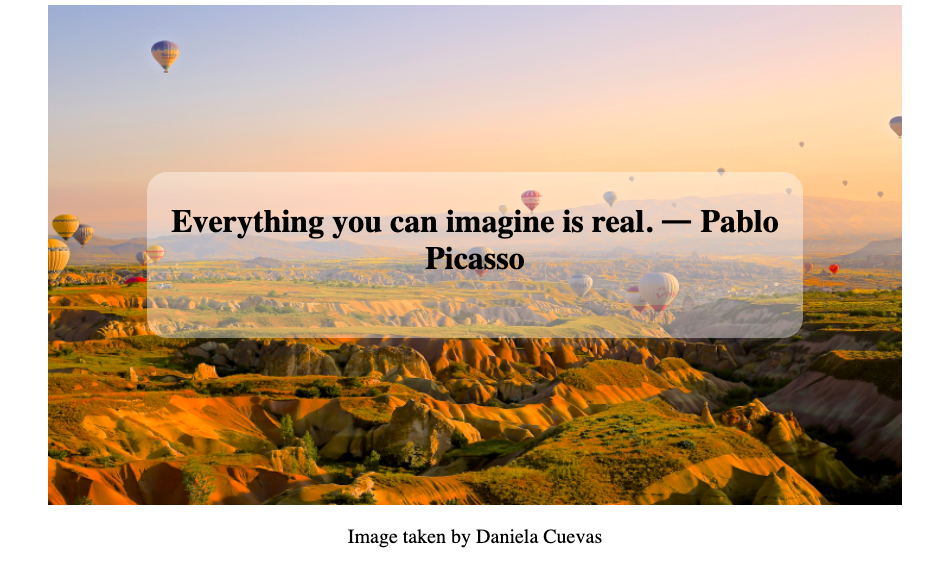 Everything you can imagine is real. — Pablo
Picasso
Image taken by Daniela Cuevas